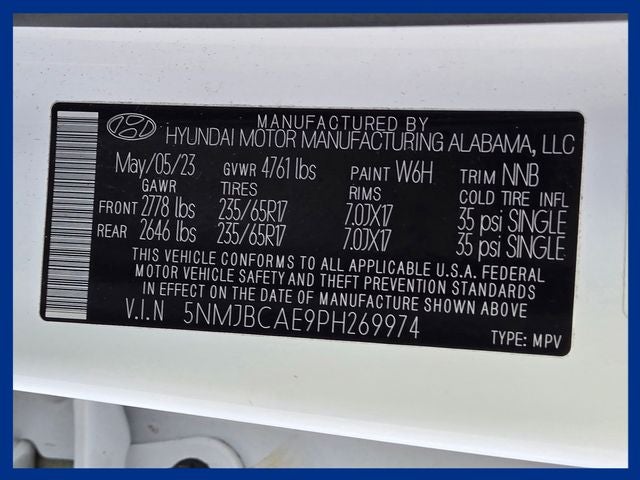 MANUFACTURED BY
HYUNDAI MOTOR MANUFACTURING ALABAMA, LLC
May/05/23 GVWR 4761 lbs PAINT W6H TRIM NNB
GAWR TIRES RIMS COLD TIRE INFL
FRONT 2778 lbs 235/65R17 7.0JX17 35 psi SINGLE
REAR 2646 lbs 235/65R17 7.0JX17 35 psi SINGLE
THIS VEHICLE CONFORMS TO ALL APPLICABLE U.S.A. FEDERAL
MOTOR VEHICLE SAFETY AND THEFT PREVENTION STANDARDS
IN EFFECT ON THE DATE OF MANUFACTURE SHOWN ABOVE
V.I.N 5NMJBCAE9PH269974
TYPE: MPV